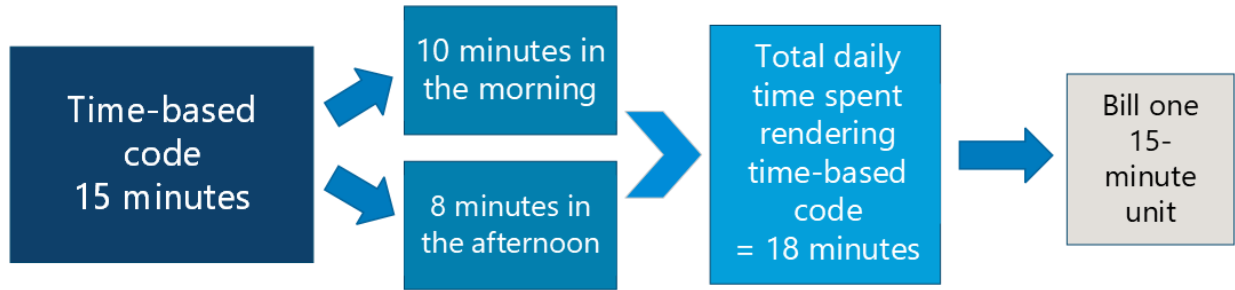 Time-based
code
15 minutes
10 minutes in
the morning
8 minutes in
the afternoon
Total daily
time spent
rendering
time-based
code
= 18 minutes
Bill one
15-
minute
unit